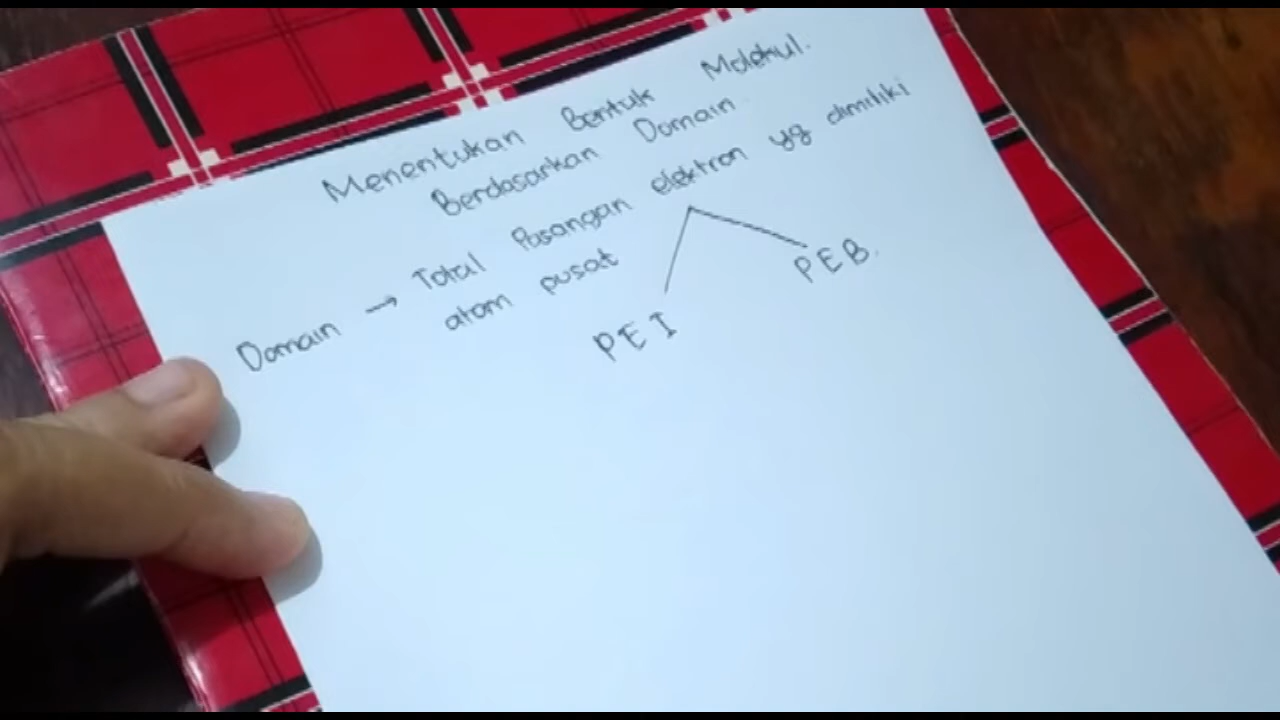 Menentukan Bentuk Molekul.
Berdasarkan Domain
Domain → Total Pasangan elektron yg dimiliki
atom pusat
PEI PEB.